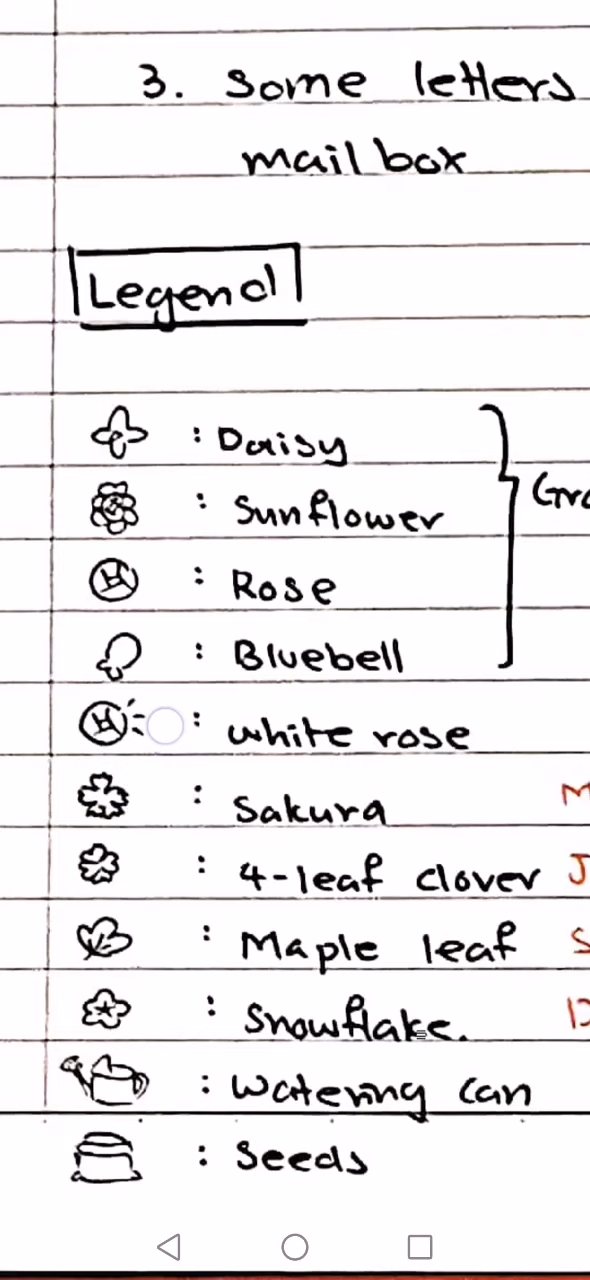 3. Some letters
mail box
Legend
: Daisy
: Sunflower
: Rose
: Bluebell
: white rose
: Sakura
: 4-leaf clover
: Maple leaf
: Snowflake.
: Watering can
: Seeds